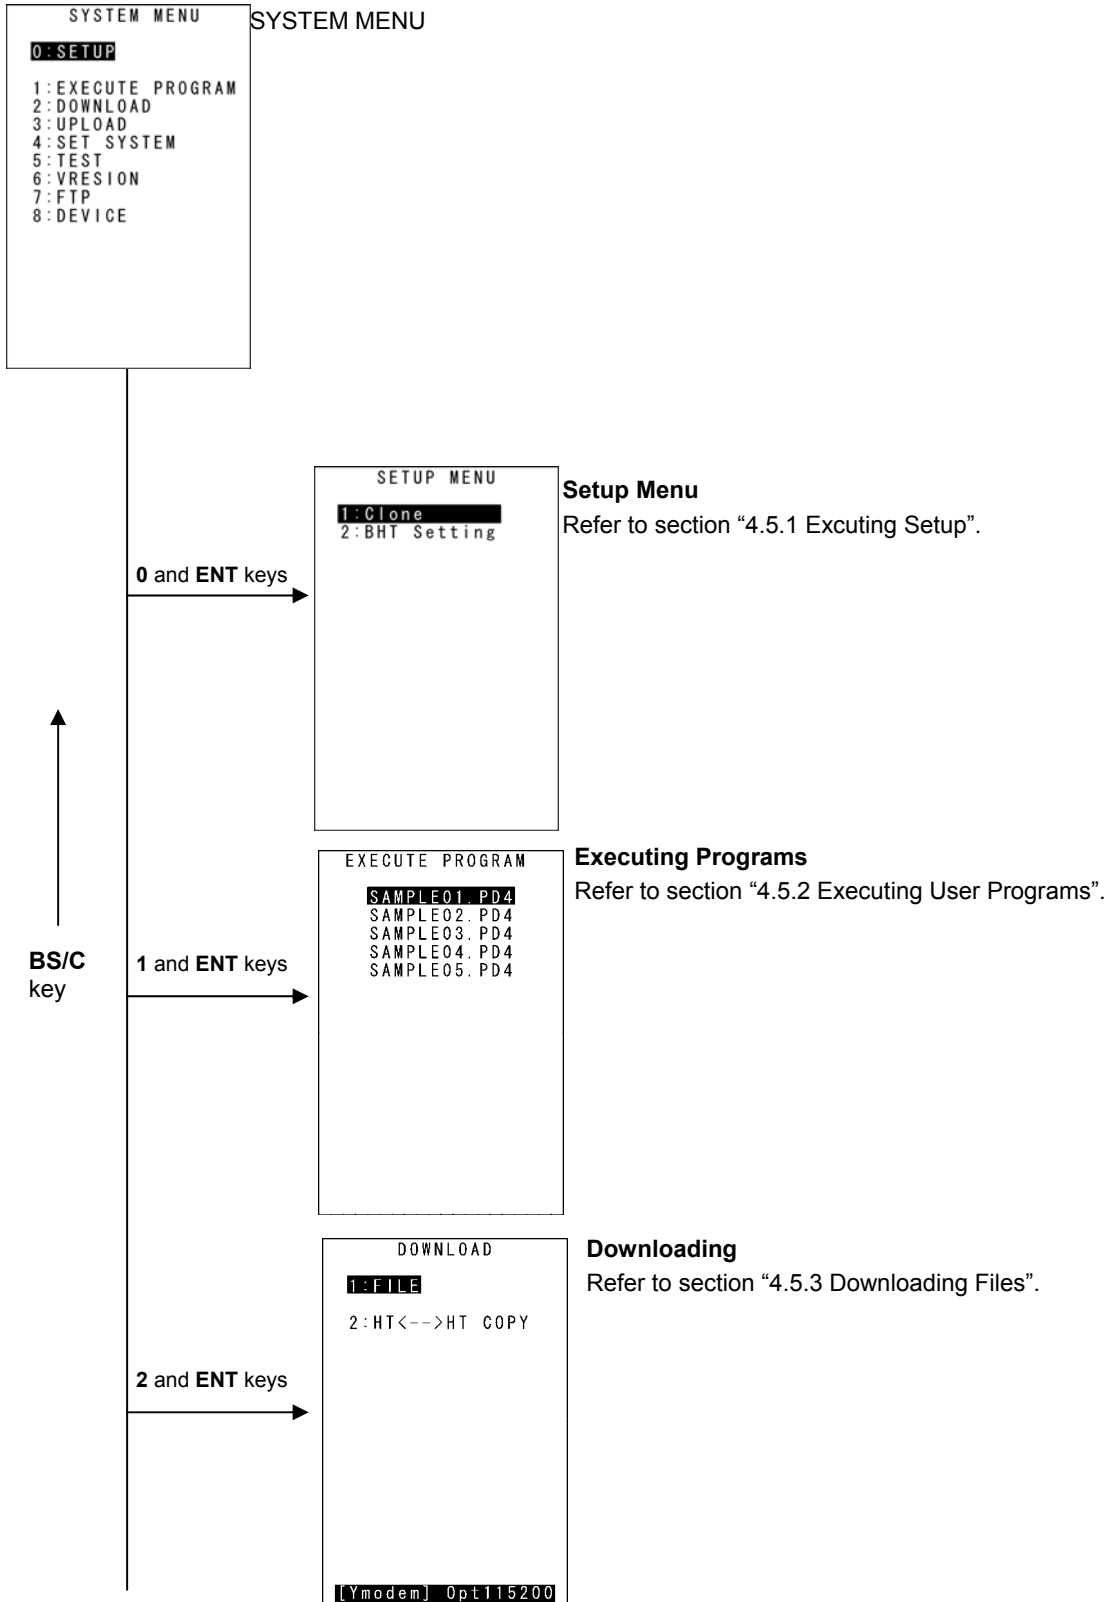 SYSTEM MENU
SYSTEM MENU
0:SETUP
1:EXECUTE PROGRAM
2:DOWNLOAD
3:UPLOAD
4:SET SYSTEM
5:TEST
6:VRESION
7:FTP
8:DEVICE
SETUP MENU
1:Clone
2:BHT Setting
Setup Menu
Refer to section “4.5.1 Excuting Setup”.
0 and ENT keys
EXECUTE PROGRAM
SAMPLE01.PD4
SAMPLE02.PD4
SAMPLE03.PD4
SAMPLE04.PD4
SAMPLE05.PD4
Executing Programs
Refer to section “4.5.2 Executing User Programs”.
BS/C
key
1 and ENT keys
DOWNLOAD
1:FILE
2:HT<-->HT COPY
Downloading
Refer to section “4.5.3 Downloading Files”.
2 and ENT keys
[Ymodem] Opt115200